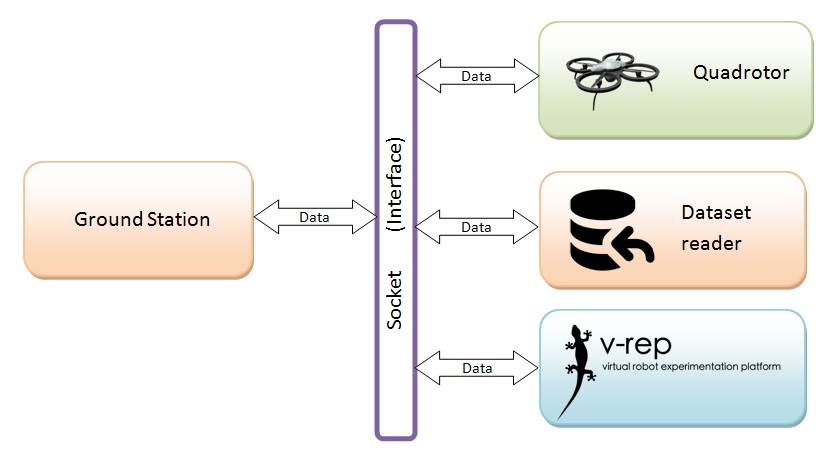 Ground Station
Data
Socket (Interface)
Data
Quadrotor
Data
Dataset
reader
Data
v-rep
virtual robot experimentation platform